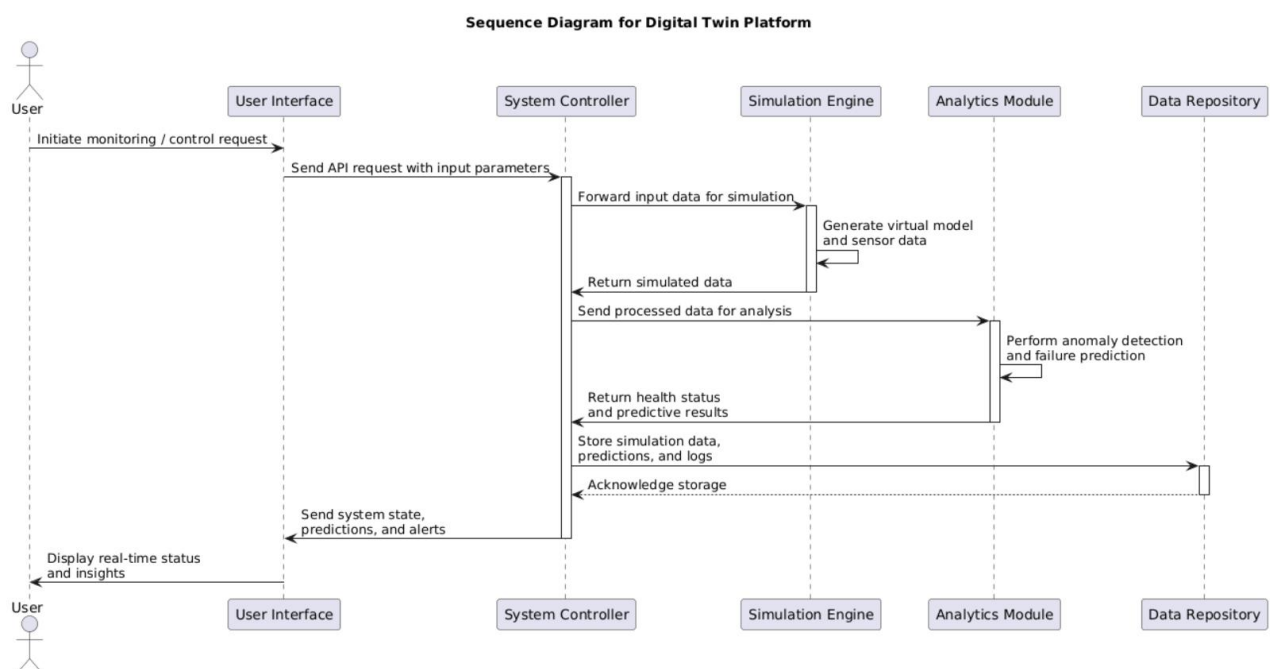 Sequence Diagram for Digital Twin Platform
User
User Interface
System Controller
Simulation Engine
Analytics Module
Data Repository
Initiate monitoring / control request
Send API request with input parameters
Forward input data for simulation
Generate virtual model
and sensor data
Return simulated data
Send processed data for analysis
Perform anomaly detection
and failure prediction
Return health status
and predictive results
Store simulation data,
predictions, and logs
Acknowledge storage
Send system state,
predictions, and alerts
Display real-time status
and insights
User
User Interface
System Controller
Simulation Engine
Analytics Module
Data Repository